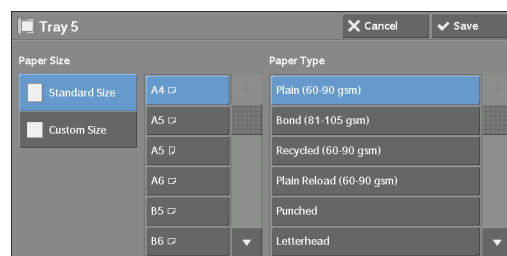 Tray 5
Cancel
Save
Paper Size
Paper Type
Standard Size
Custom Size
A4
A5
A5
A6
B5
B6
Plain (60-90 gsm)
Bond (81-105 gsm)
Recycled (60-90 gsm)
Plain Reload (60-90 gsm)
Punched
Letterhead